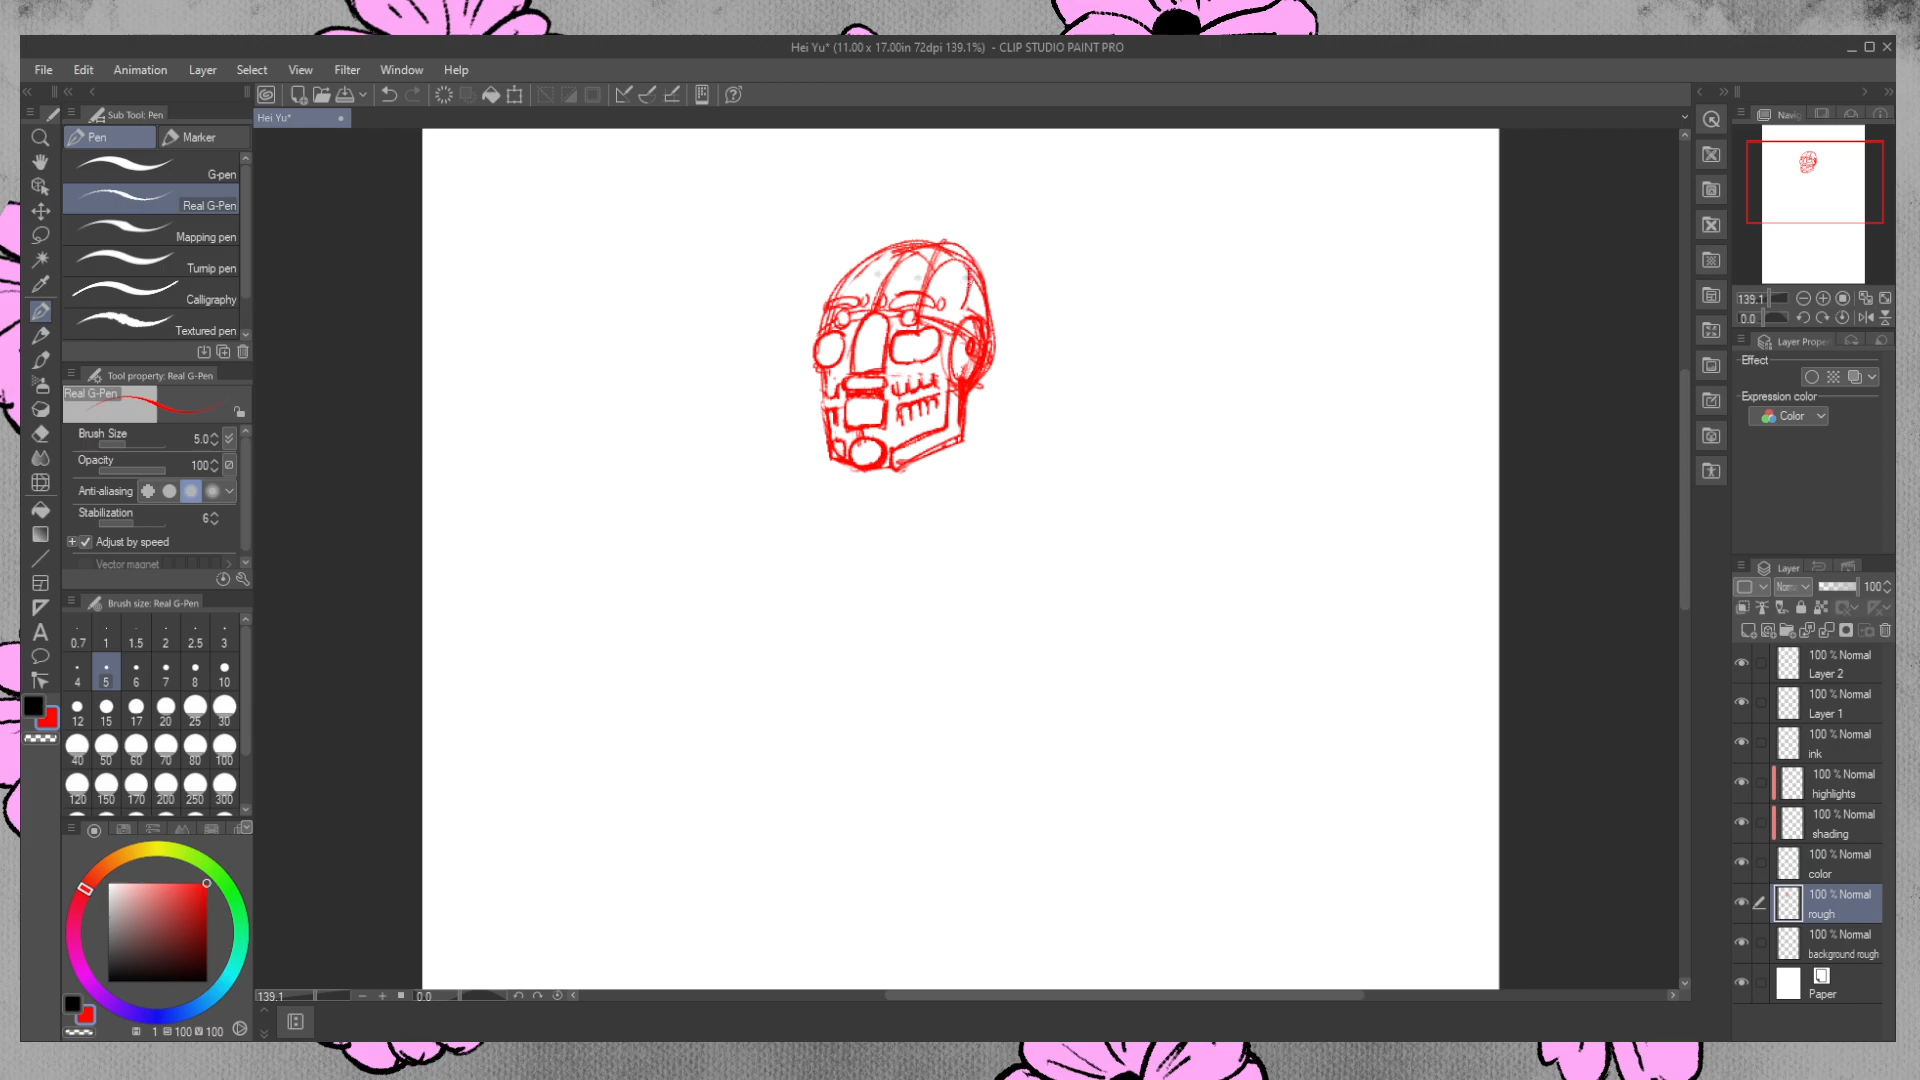 Hei Yu* (11.00 x 17.00in 72dpi 139.1%) - CLIP STUDIO PAINT PRO
File Edit Animation Layer Select View Filter Window Help
Sub Tool: Pen
Hei Yu*
Pen Marker
G-pen
Real G-Pen
Mapping pen
Turnip pen
Calligraphy
Textured pen
Tool property: Real G-Pen
Real G-Pen
Brush Size 5.0
Opacity 100
Anti-aliasing
Stabilization 6
Adjust by speed
Vector magnet
Brush size: Real G-Pen
0.7 1 1.5 2 2.5 3
4 5 6 7 8 10
12 15 17 20 25 30
40 50 60 70 80 100
120 150 170 200 250 300
1 100 100
139.1 0.0
Navig
139.1
0.0
Layer Proper
Effect
Expression color
Color
Layer
Norm 100
100 % Normal
Layer 2
100 % Normal
Layer 1
100 % Normal
ink
100 % Normal
highlights
100 % Normal
shading
100 % Normal
color
100 % Normal
rough
100 % Normal
background rough
Paper